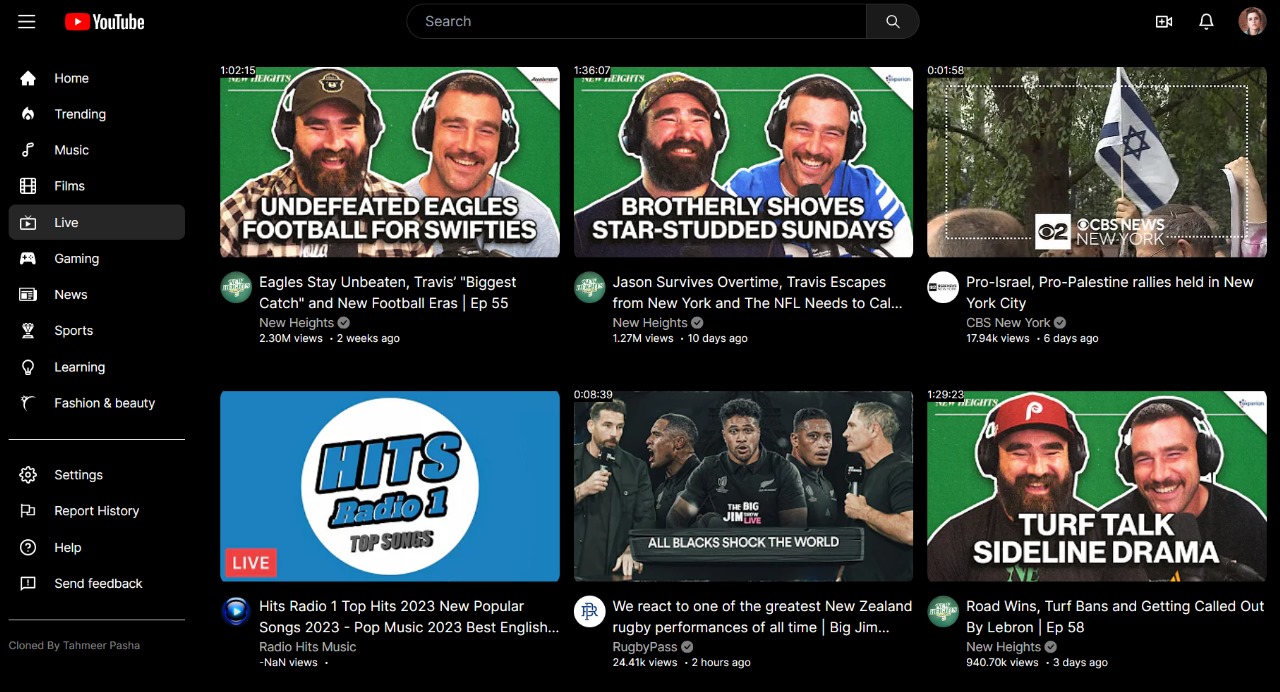 YouTube
Search
Home
Trending
Music
Films
Live
Gaming
News
Sports
Learning
Fashion & beauty
Settings
Report History
Help
Send feedback
Cloned By Tahmeer Pasha
1:02:15
NEW HEIGHTS
UNDEFEATED EAGLES
FOOTBALL FOR SWIFTIES
Eagles Stay Unbeaten, Travis’ "Biggest
Catch" and New Football Eras | Ep 55
New Heights
2.30M views • 2 weeks ago
1:36:07
NEW HEIGHTS
BROTHERLY SHOVES
STAR-STUDDED SUNDAYS
Jason Survives Overtime, Travis Escapes
from New York and The NFL Needs to Cal...
New Heights
1.27M views • 10 days ago
0:01:58
2 CBS NEWS
NEW YORK
Pro-Israel, Pro-Palestine rallies held in New
York City
CBS New York
17.94k views • 6 days ago
HITS
Radio 1
TOP SONGS
LIVE
Hits Radio 1 Top Hits 2023 New Popular
Songs 2023 - Pop Music 2023 Best English...
Radio Hits Music
-NaN views •
0:08:39
THE BIG
JIM SHOW
LIVE
ALL BLACKS SHOCK THE WORLD
We react to one of the greatest New Zealand
rugby performances of all time | Big Jim...
RugbyPass
24.41k views • 2 hours ago
1:29:23
NEW HEIGHTS
TURF TALK
SIDELINE DRAMA
Road Wins, Turf Bans and Getting Called Out
By Lebron | Ep 58
New Heights
940.70k views • 3 days ago